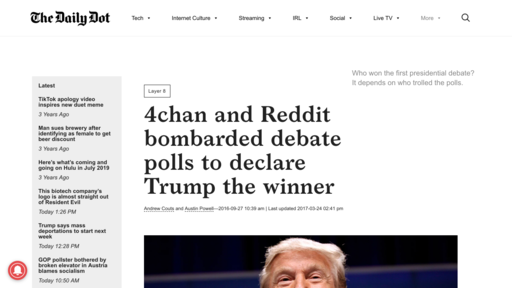 The Daily Dot
Tech
Internet Culture
Streaming
IRL
Social
Live TV
More
Who won the first presidential debate?
It depends on who trolled the polls.
Latest
TikTok apology video
inspires new duet meme
3 Years Ago
Man sues brewery after
identifying as female to get
beer discount
3 Years Ago
Here's what's coming and
going on Hulu in July 2019
3 Years Ago
This biotech company's
logo is almost straight out
of Resident Evil
Today 1:26 PM
Trump says mass
deportations to start next
week
Today 12:28 PM
GOP pollster bothered by
broken elevator in Austria
blames socialism
Today 10:50 AM
Layer 8
4chan and Reddit
bombarded debate
polls to declare
Trump the winner
Andrew Couts and Austin Powell—2016-09-27 10:39 am | Last updated 2017-03-24 02:41 pm